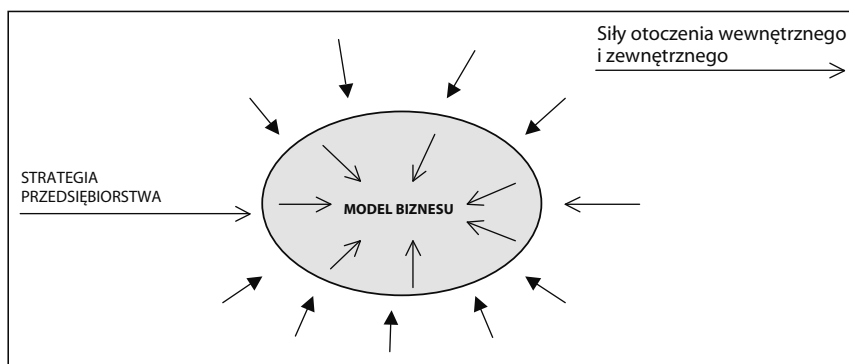 Siły otoczenia wewnętrznego
i zewnętrznego
STRATEGIA
PRZEDSIĘBIORSTWA
MODEL BIZNESU